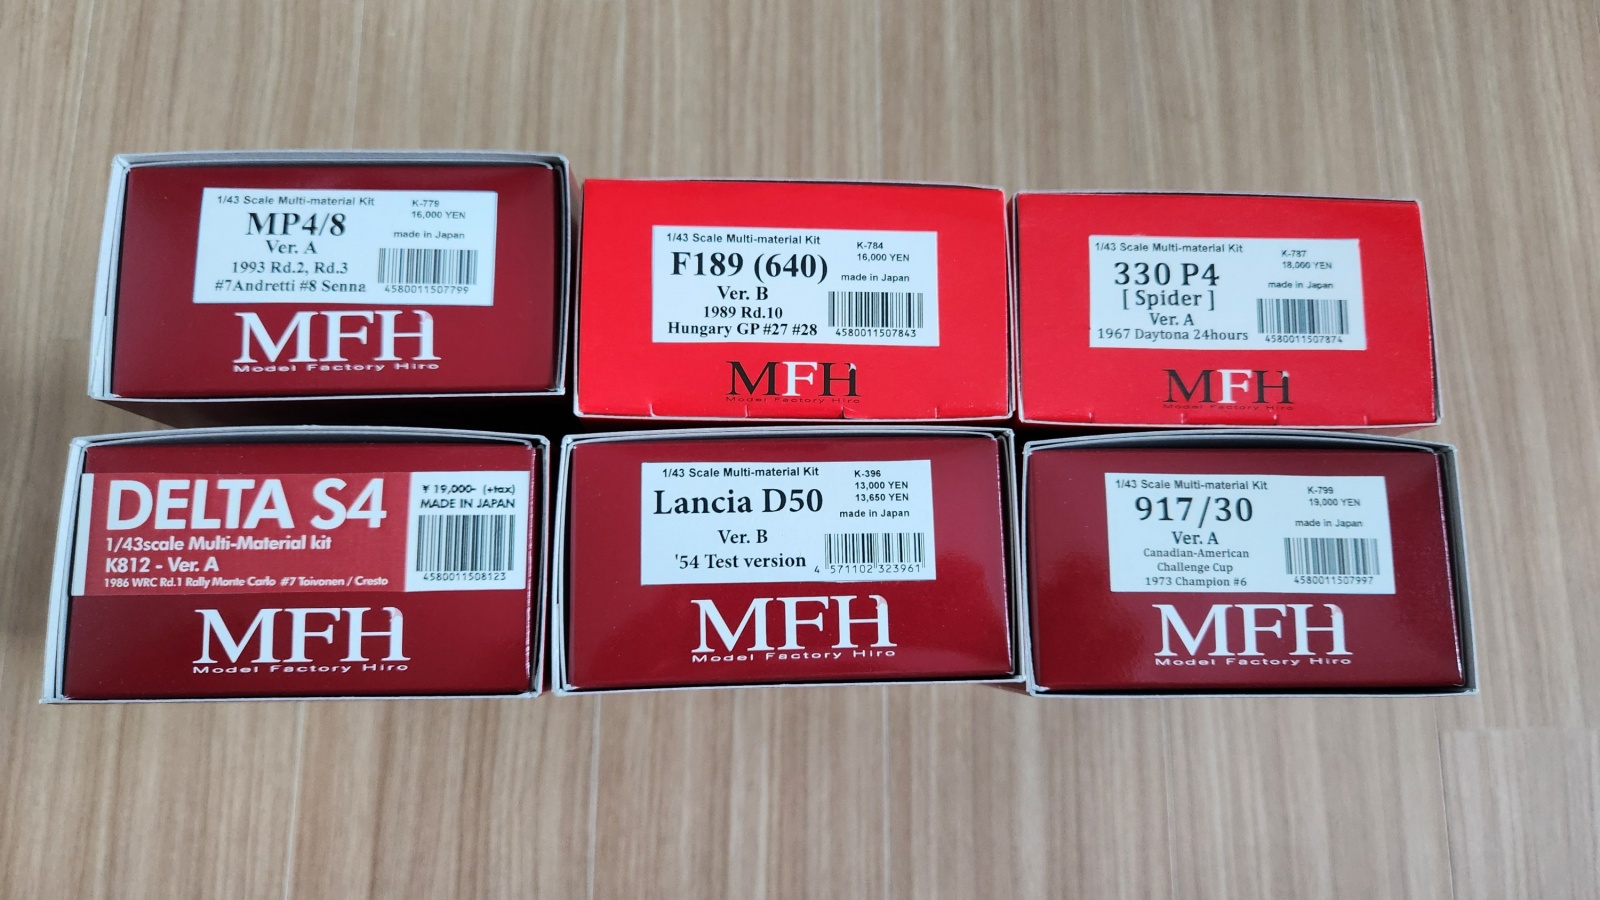 1/43 Scale Multi-material Kit
K-779
16,000 YEN
MP4/8
Ver. A
made in Japan
1993 Rd.2, Rd.3
#7Andretti #8 Senna
4580011507799
MFH
Model Factory Hiro
1/43 Scale Multi-material Kit
K-784
16,000 YEN
F189 (640)
made in Japan
Ver. B
1989 Rd.10
Hungary GP #27 #28
4580011507843
MFH
Model Factory Hiro
1/43 Scale Multi-material Kit
K-787
18,000 YEN
330 P4
made in Japan
[ Spider ]
Ver. A
1967 Daytona 24hours
4580011507874
MFH
Model Factory Hiro
DELTA S4
¥ 19,000- (+tax)
MADE IN JAPAN
1/43scale Multi-Material kit
K812 - Ver. A
1986 WRC Rd.1 Rally Monte Carlo #7 Toivonen / Cresto
4580011508123
MFH
Model Factory Hiro
1/43 Scale Multi-material Kit
K-396
13,000 YEN
13,650 YEN
Lancia D50
made in Japan
Ver. B
'54 Test version
4 571102 323961
MFH
Model Factory Hiro
1/43 Scale Multi-material Kit
K-799
19,000 YEN
917/30
made in Japan
Ver. A
Canadian-American
Challenge Cup
1973 Champion #6
4580011507997
MFH
Model Factory Hiro